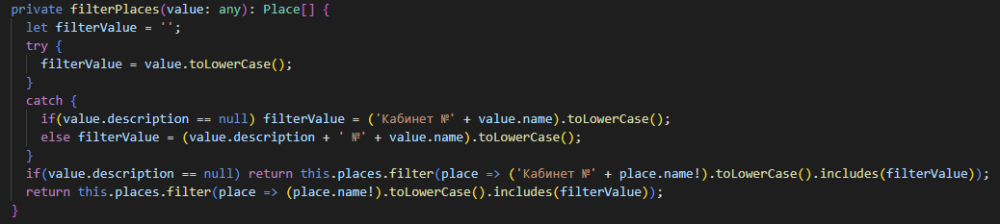 private filterPlaces(value: any): Place[] {
let filterValue = '';
try {
filterValue = value.toLowerCase();
}
catch {
if(value.description == null) filterValue = ('Кабинет №' + value.name).toLowerCase();
else filterValue = (value.description + ' №' + value.name).toLowerCase();
}
if(value.description == null) return this.places.filter(place => ('Кабинет №' + place.name!).toLowerCase().includes(filterValue));
return this.places.filter(place => (place.name!).toLowerCase().includes(filterValue));
}